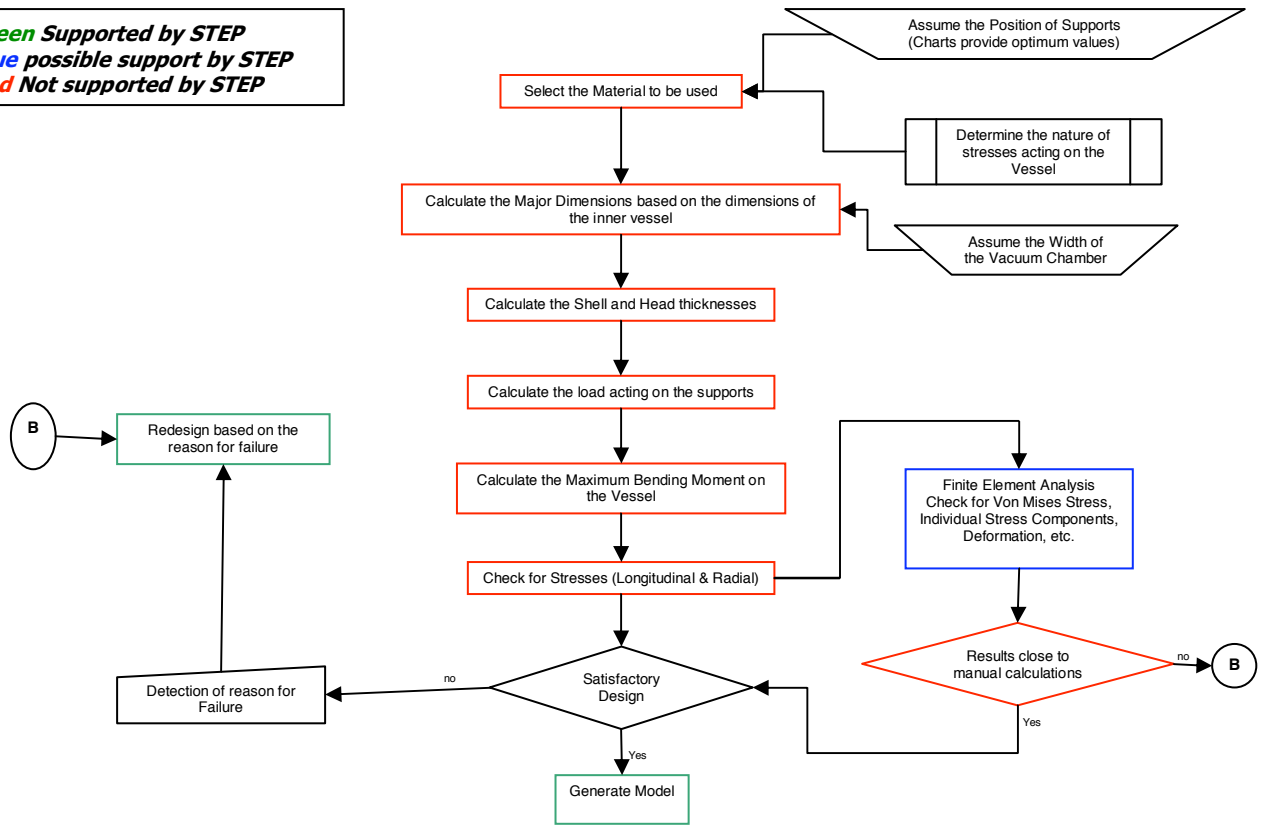 een Supported by STEP
ue possible support by STEP
d Not supported by STEP
Assume the Position of Supports
(Charts provide optimum values)
Select the Material to be used
Determine the nature of
stresses acting on the
Vessel
Calculate the Major Dimensions based on the dimensions of
the inner vessel
Assume the Width of
the Vacuum Chamber
Calculate the Shell and Head thicknesses
Calculate the load acting on the supports
B
Redesign based on the
reason for failure
Calculate the Maximum Bending Moment on
the Vessel
Finite Element Analysis
Check for Von Mises Stress,
Individual Stress Components,
Deformation, etc.
Check for Stresses (Longitudinal & Radial)
Results close to
manual calculations
no
B
Yes
Satisfactory
Design
no
Detection of reason for
Failure
Yes
Generate Model